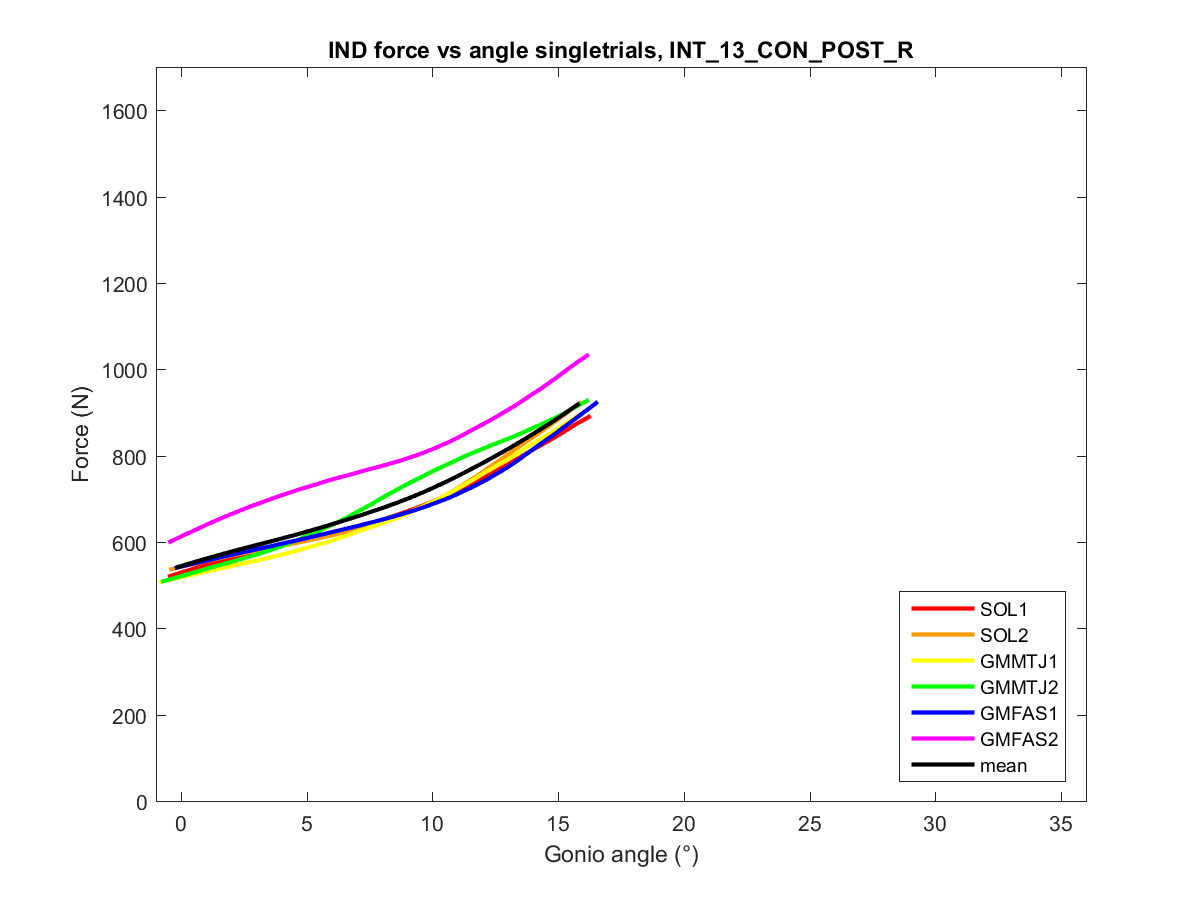 IND force vs angle singletrials, INT_13_CON_POST_R
1600
1400
1200
1000
800
600
400
200
0
Force (N)
0 5 10 15 20 25 30 35
Gonio angle (°)
SOL1
SOL2
GMMTJ1
GMMTJ2
GMFAS1
GMFAS2
mean